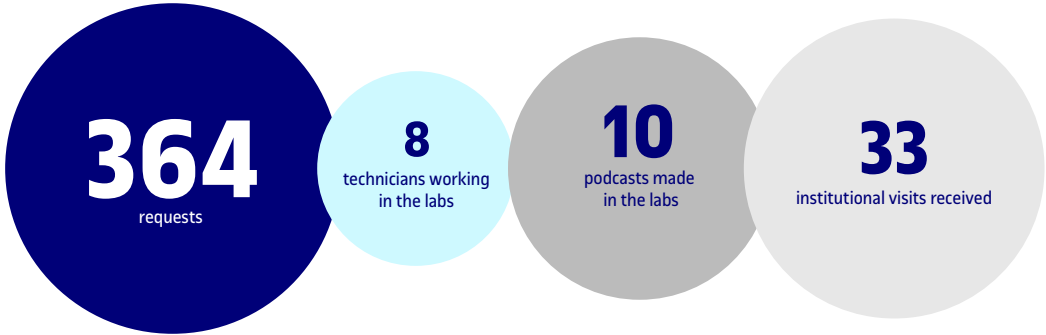 364
requests
8
technicians working
in the labs
10
podcasts made
in the labs
33
institutional visits received